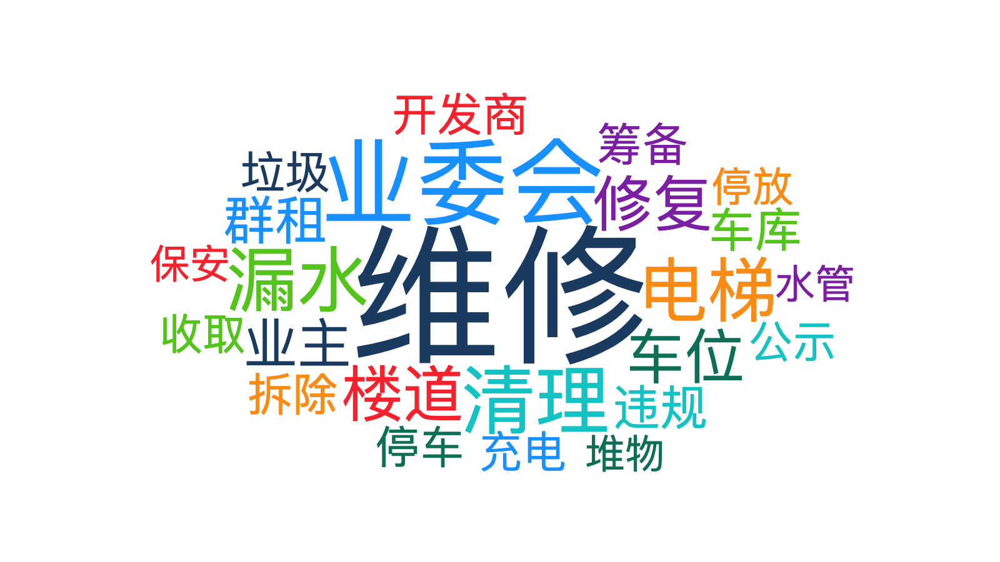 开发商
筹备
垃圾
业委会
停放
修复
群租
车库
维修
保安
漏水
电梯
水管
收取
业主
车位
公示
拆除
楼道
清理
违规
停车
充电
堆物